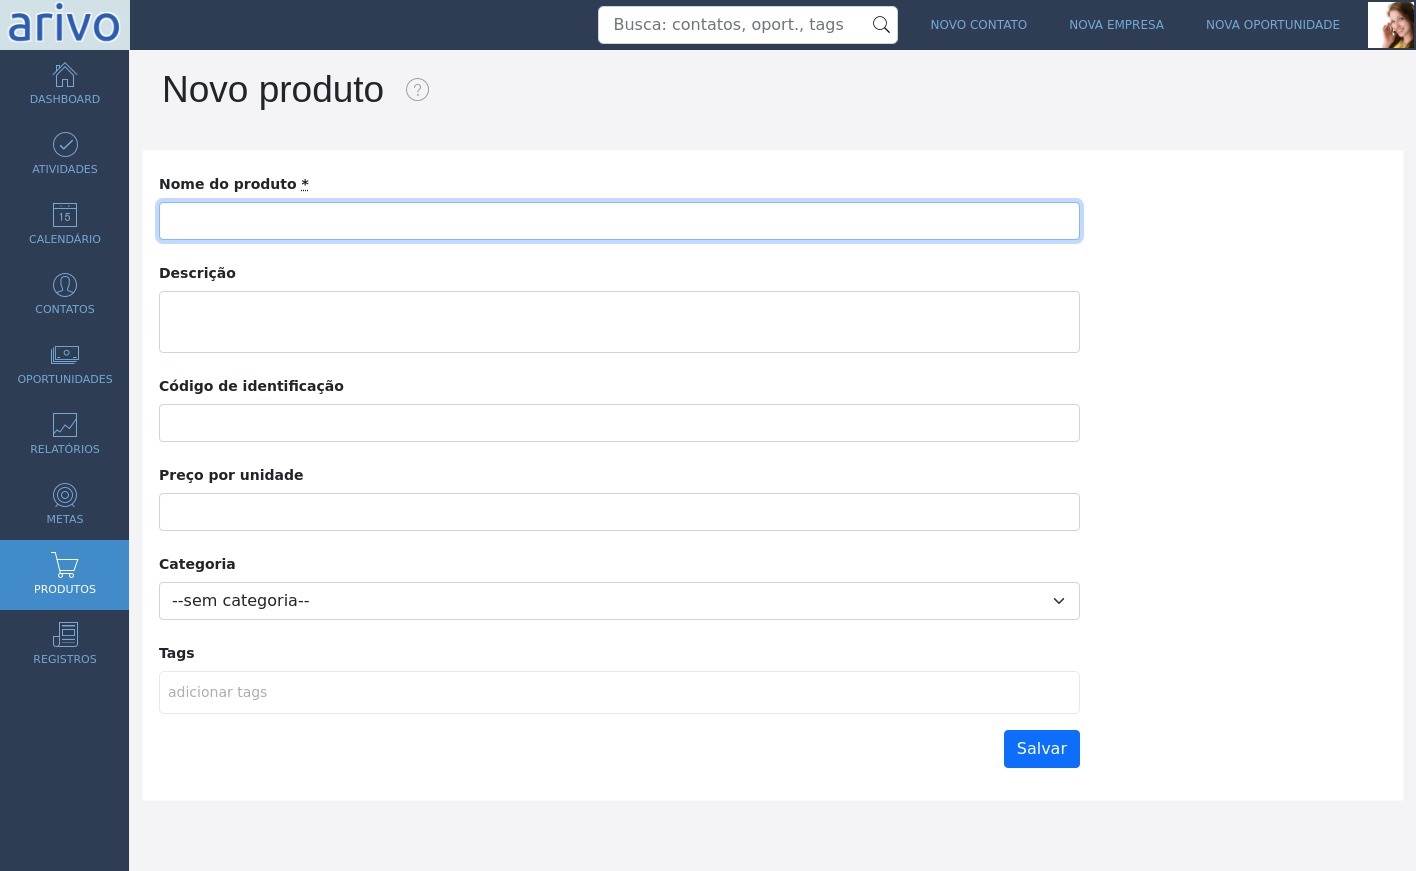 arivo
Busca: contatos, oport., tags
NOVO CONTATO
NOVA EMPRESA
NOVA OPORTUNIDADE
DASHBOARD
ATIVIDADES
15
CALENDÁRIO
CONTATOS
OPORTUNIDADES
RELATÓRIOS
METAS
PRODUTOS
REGISTROS
Novo produto ?
Nome do produto *
Descrição
Código de identificação
Preço por unidade
Categoria
--sem categoria--
Tags
adicionar tags
Salvar